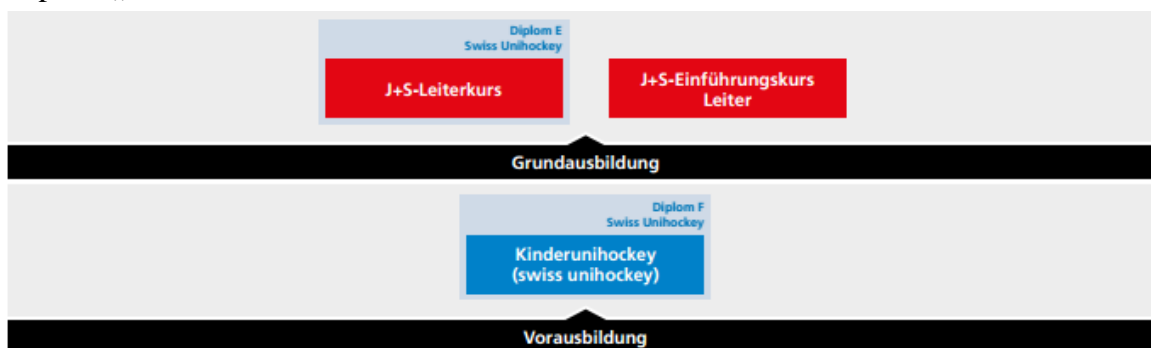 Diplom E
Swiss Unihockey
J+S-Leiterkurs
J+S-Einführungskurs
Leiter
Grundausbildung
Diplom F
Swiss Unihockey
Kinderunihockey
(swiss unihockey)
Vorausbildung